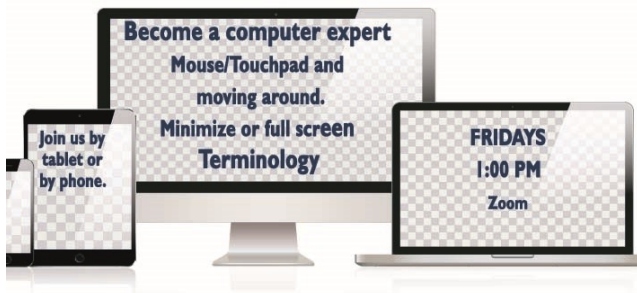 Become a computer expert
Mouse/Touchpad and
moving around.
Minimize or full screen
Terminology
Join us by
tablet or
by phone.
FRIDAYS
1:00 PM
Zoom